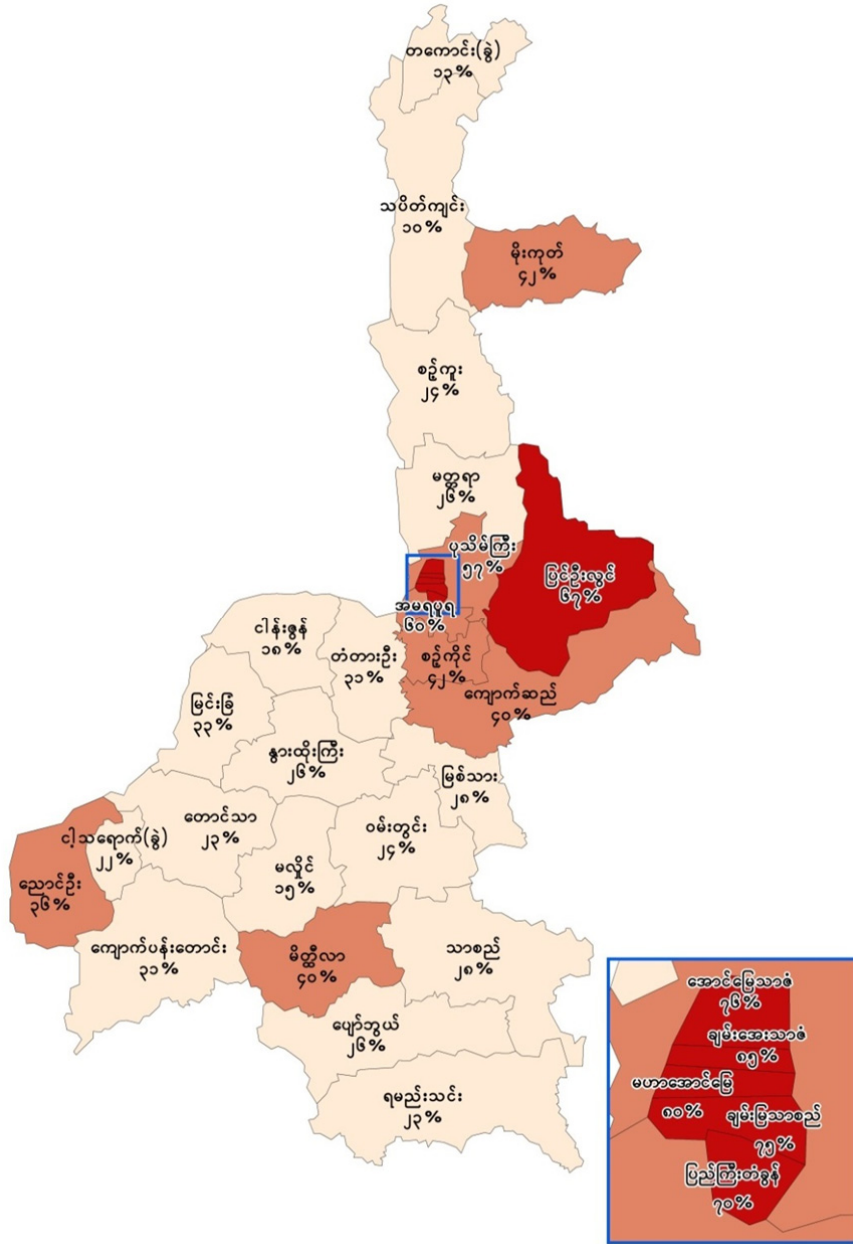 တကောင်း(ခွဲ)
၁၃%
သပိတ်ကျင်း
၁၀%
မိုးကုတ်
၄၂%
စဉ့်ကူး
၂၄%
မတ္တရာ
၂၆%
ပုသိမ်ကြီး
၅၇%
ပြင်ဦးလွင်
၆၇%
အမရပူရ
၆၀%
ငါန်းဇွန်
၁၈%
တံတားဦး
၃၁%
စဉ့်ကိုင်
၄၂%
ကျောက်ဆည်
၄၀%
မြင်းခြံ
၃၃%
နွားထိုးကြီး
၂၆%
မြစ်သား
၂၈%
တောင်သာ
၂၃%
ဝမ်းတွင်း
၂၄%
ငါ့သရောက်(ခွဲ)
၂၂%
မလှိုင်
၁၅%
ညောင်ဦး
၃၆%
ကျောက်ပန်းတောင်း
၃၁%
မိတ္ထီလာ
၄၀%
သာစည်
၂၈%
ပျော်ဘွယ်
၂၆%
ရမည်းသင်း
၂၃%
အောင်မြေသာဇံ
၇၆%
ချမ်းအေးသာဇံ
၈၅%
မဟာအောင်မြေ
၈၀%
ချမ်းမြသာစည်
၇၅%
ပြည်ကြီးတံခွန်
၇၀%